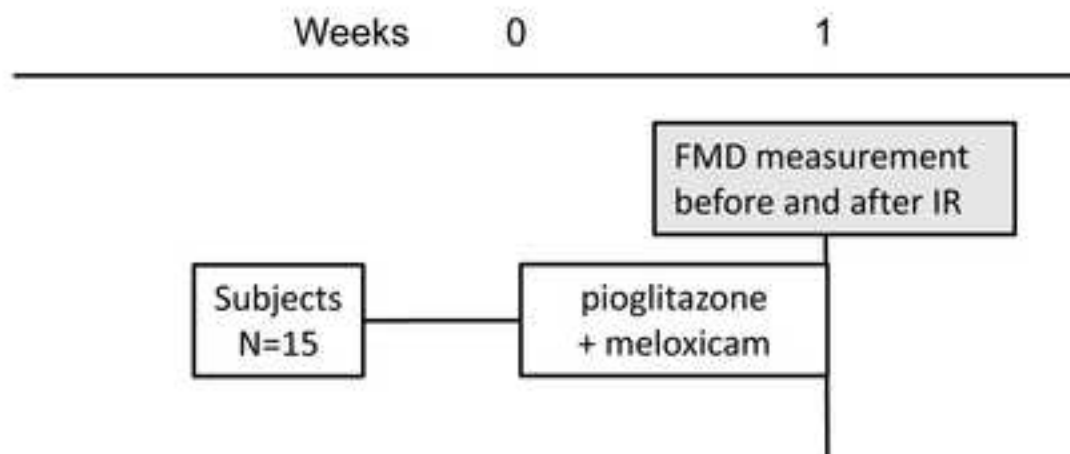 Weeks 0 1
FMD measurement
before and after IR
Subjects
N=15
pioglitazone
+ meloxicam